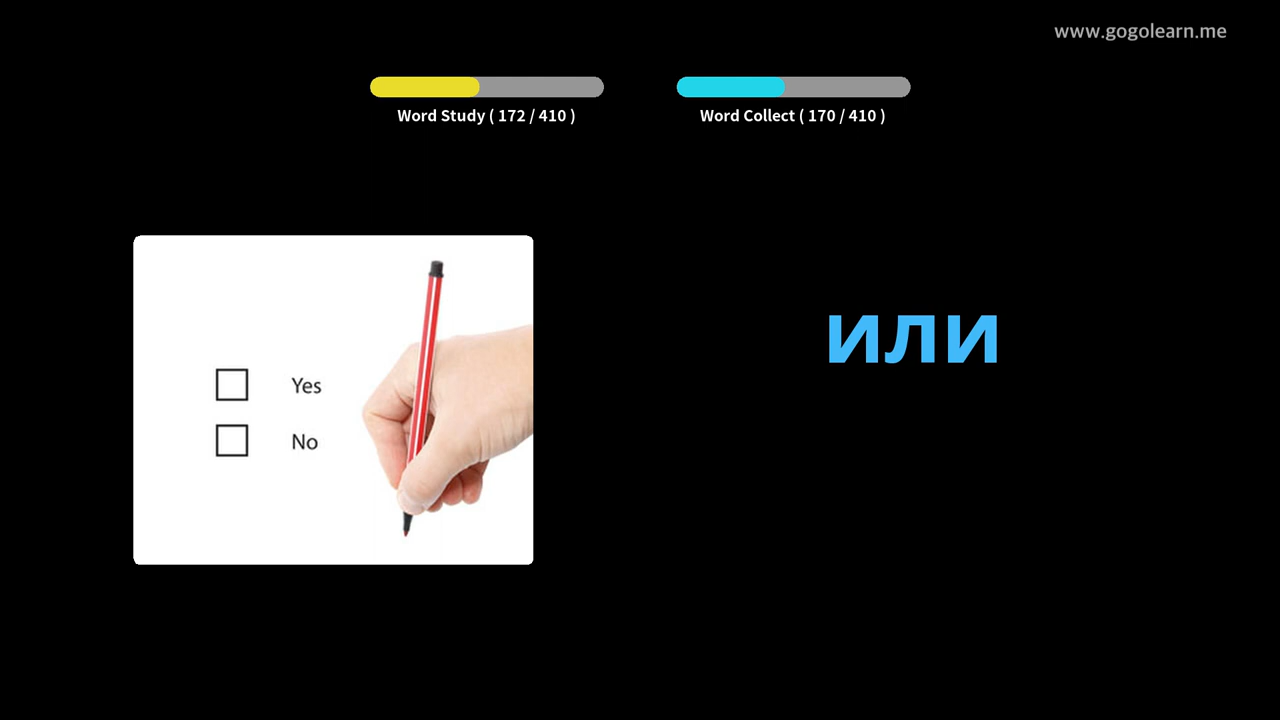 www.gogolearn.me
Word Study ( 172 / 410 )
Word Collect ( 170 / 410 )
Yes
No
или